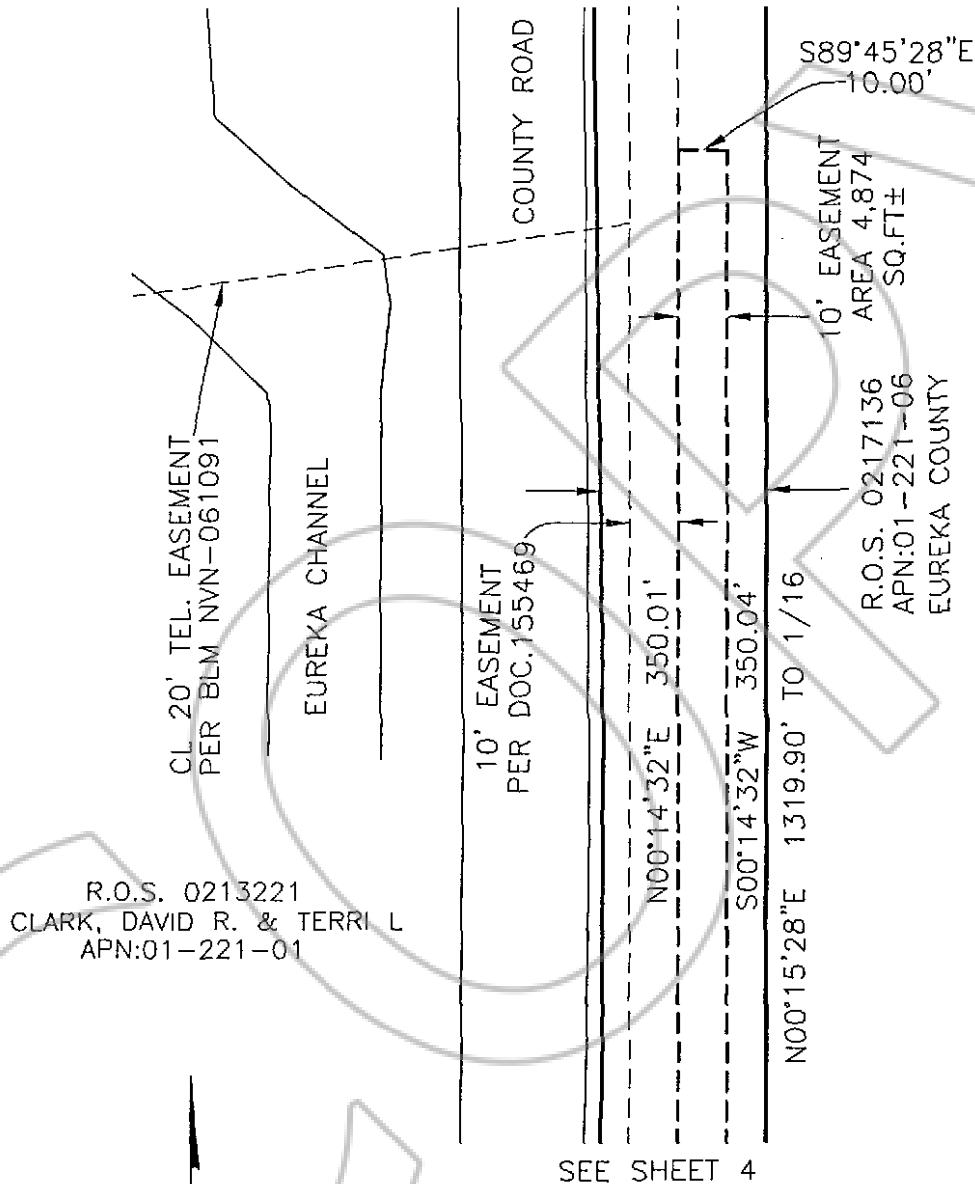 S89°45'28"E
10.00'
COUNTY ROAD
10' EASEMENT
AREA 4,874
SQ.FT±
CL 20' TEL. EASEMENT
PER BLM NVN-061091
EUREKA CHANNEL
10' EASEMENT
PER DOC.155469
R.O.S. 0217136
APN:01-221-06
EUREKA COUNTY
N00°14'32"E 350.01'
S00°14'32"W 350.04'
N00°15'28"E 1319.90' TO 1/16
R.O.S. 0213221
CLARK, DAVID R. & TERRI L
APN:01-221-01
SEE SHEET 4